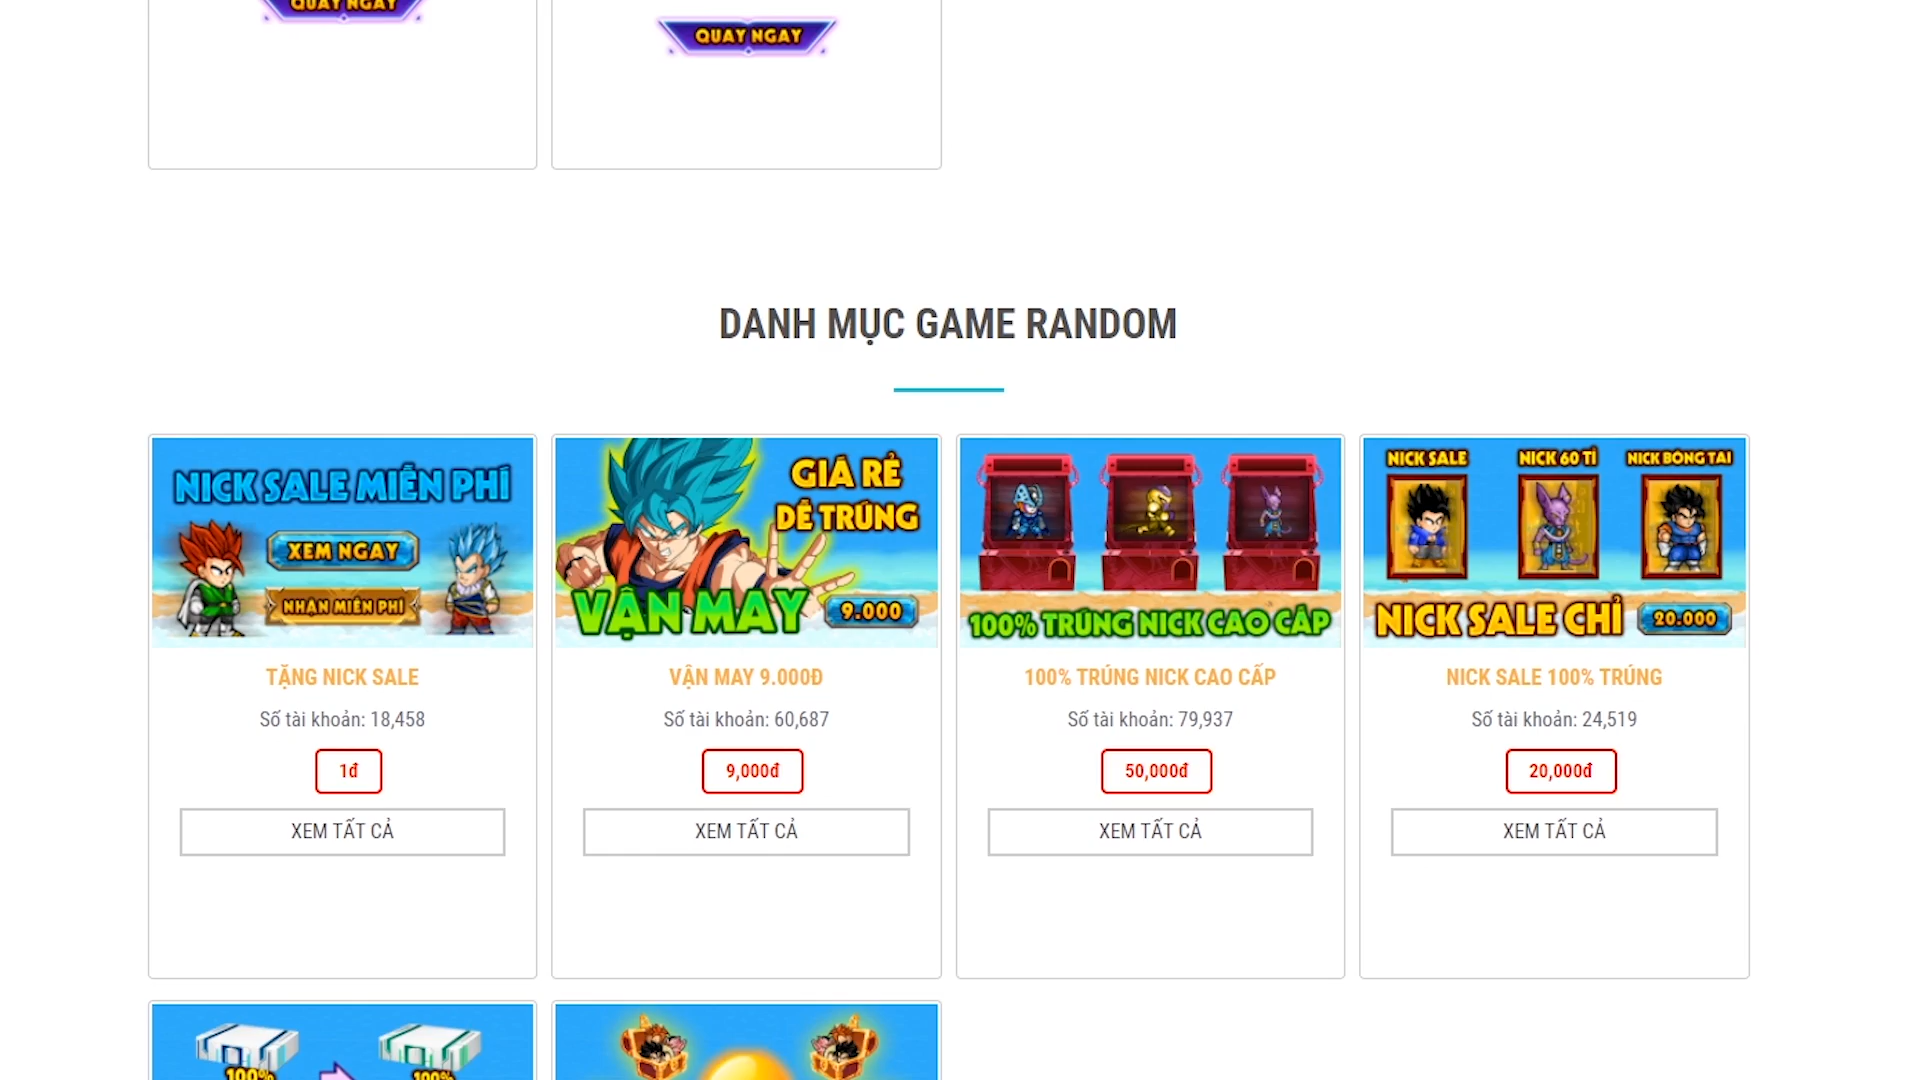 QUAY NGAY
QUAY NGAY
DANH MỤC GAME RANDOM
NICK SALE MIỄN PHÍ
XEM NGAY
NHẬN MIỄN PHÍ
TẶNG NICK SALE
Số tài khoản: 18,458
1đ
XEM TẤT CẢ
GIÁ RẺ
DỄ TRÚNG
VẬN MAY
9.000
VẬN MAY 9.000Đ
Số tài khoản: 60,687
9,000đ
XEM TẤT CẢ
100% TRÚNG NICK CAO CẤP
100% TRÚNG NICK CAO CẤP
Số tài khoản: 79,937
50,000đ
XEM TẤT CẢ
NICK SALE
NICK 60 TỈ
NICK BÔNG TAI
NICK SALE CHỈ
20.000
NICK SALE 100% TRÚNG
Số tài khoản: 24,519
20,000đ
XEM TẤT CẢ
100%
100%